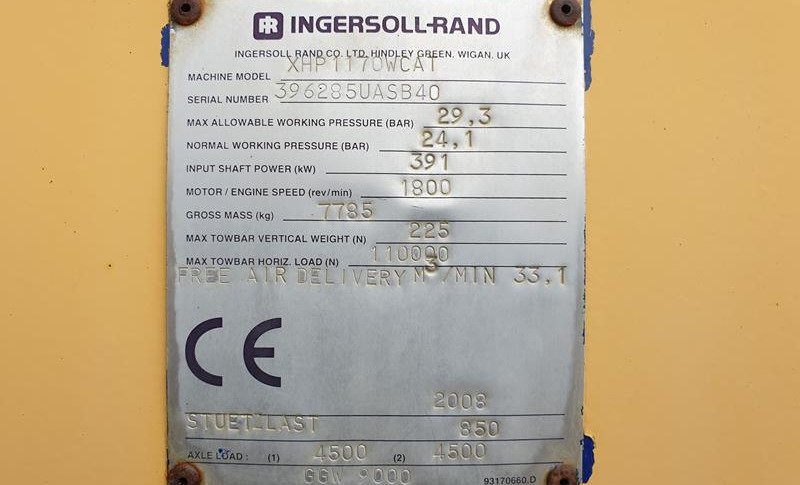 IR INGERSOLL-RAND
INGERSOLL RAND CO. LTD. HINDLEY GREEN. WIGAN. UK
MACHINE MODEL XHP1170WCAT
SERIAL NUMBER 396285UASB40
MAX ALLOWABLE WORKING PRESSURE (BAR) 29,3
NORMAL WORKING PRESSURE (BAR) 24,1
INPUT SHAFT POWER (kW) 391
MOTOR / ENGINE SPEED (rev/min) 1800
GROSS MASS (kg) 7785
MAX TOWBAR VERTICAL WEIGHT (N) 225
MAX TOWBAR HORIZ. LOAD (N) 110000
FREE AIR DELIVERY M3/MIN 33,1
CE
2008
STUETZLAST 850
AXLE LOAD : (1) 4500 (2) 4500
GGW 9000 93170660.D